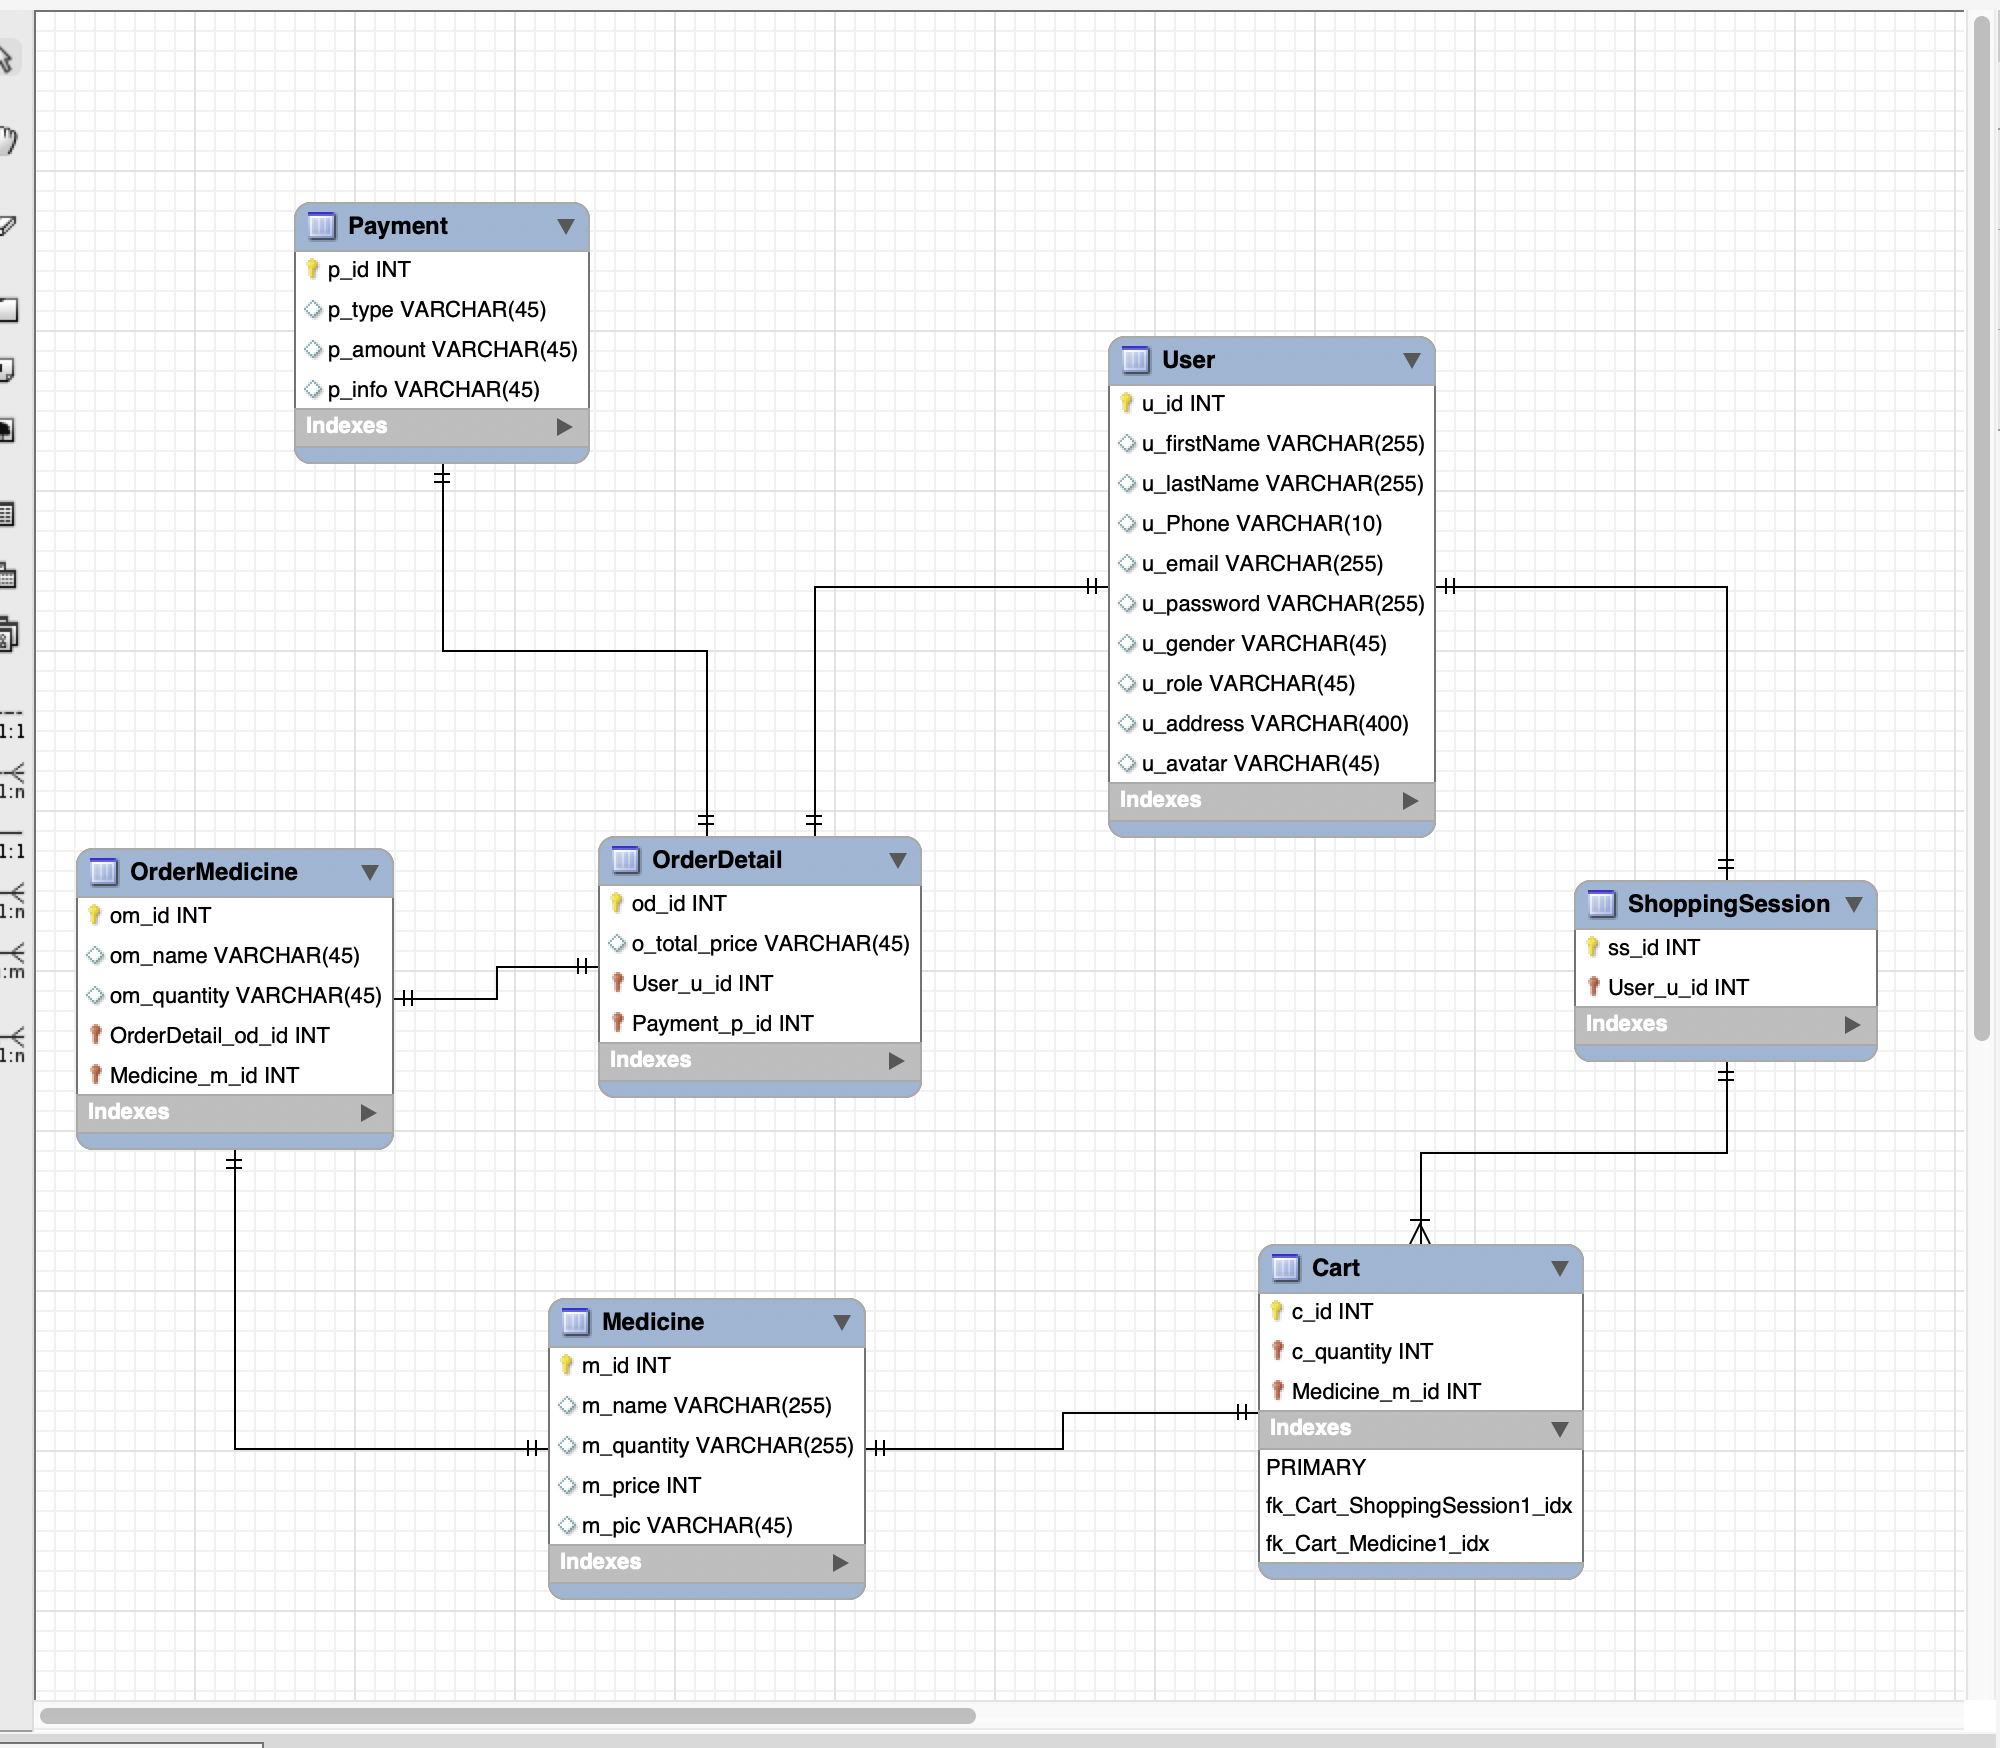 1:1
1:n
1:1
1:n
:m
1:n
Payment
p_id INT
p_type VARCHAR(45)
p_amount VARCHAR(45)
p_info VARCHAR(45)
Indexes
User
u_id INT
u_firstName VARCHAR(255)
u_lastName VARCHAR(255)
u_Phone VARCHAR(10)
u_email VARCHAR(255)
u_password VARCHAR(255)
u_gender VARCHAR(45)
u_role VARCHAR(45)
u_address VARCHAR(400)
u_avatar VARCHAR(45)
Indexes
OrderMedicine
om_id INT
om_name VARCHAR(45)
om_quantity VARCHAR(45)
OrderDetail_od_id INT
Medicine_m_id INT
Indexes
OrderDetail
od_id INT
o_total_price VARCHAR(45)
User_u_id INT
Payment_p_id INT
Indexes
ShoppingSession
ss_id INT
User_u_id INT
Indexes
Medicine
m_id INT
m_name VARCHAR(255)
m_quantity VARCHAR(255)
m_price INT
m_pic VARCHAR(45)
Indexes
Cart
c_id INT
c_quantity INT
Medicine_m_id INT
Indexes
PRIMARY
fk_Cart_ShoppingSession1_idx
fk_Cart_Medicine1_idx